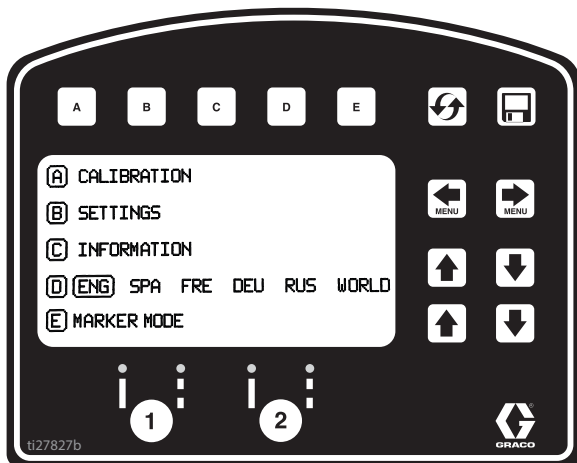 A B C D E
A CALIBRATION
B SETTINGS
C INFORMATION
D ENG SPA FRE DEU RUS WORLD
E MARKER MODE
MENU MENU
1 2
ti27827b
GRACO